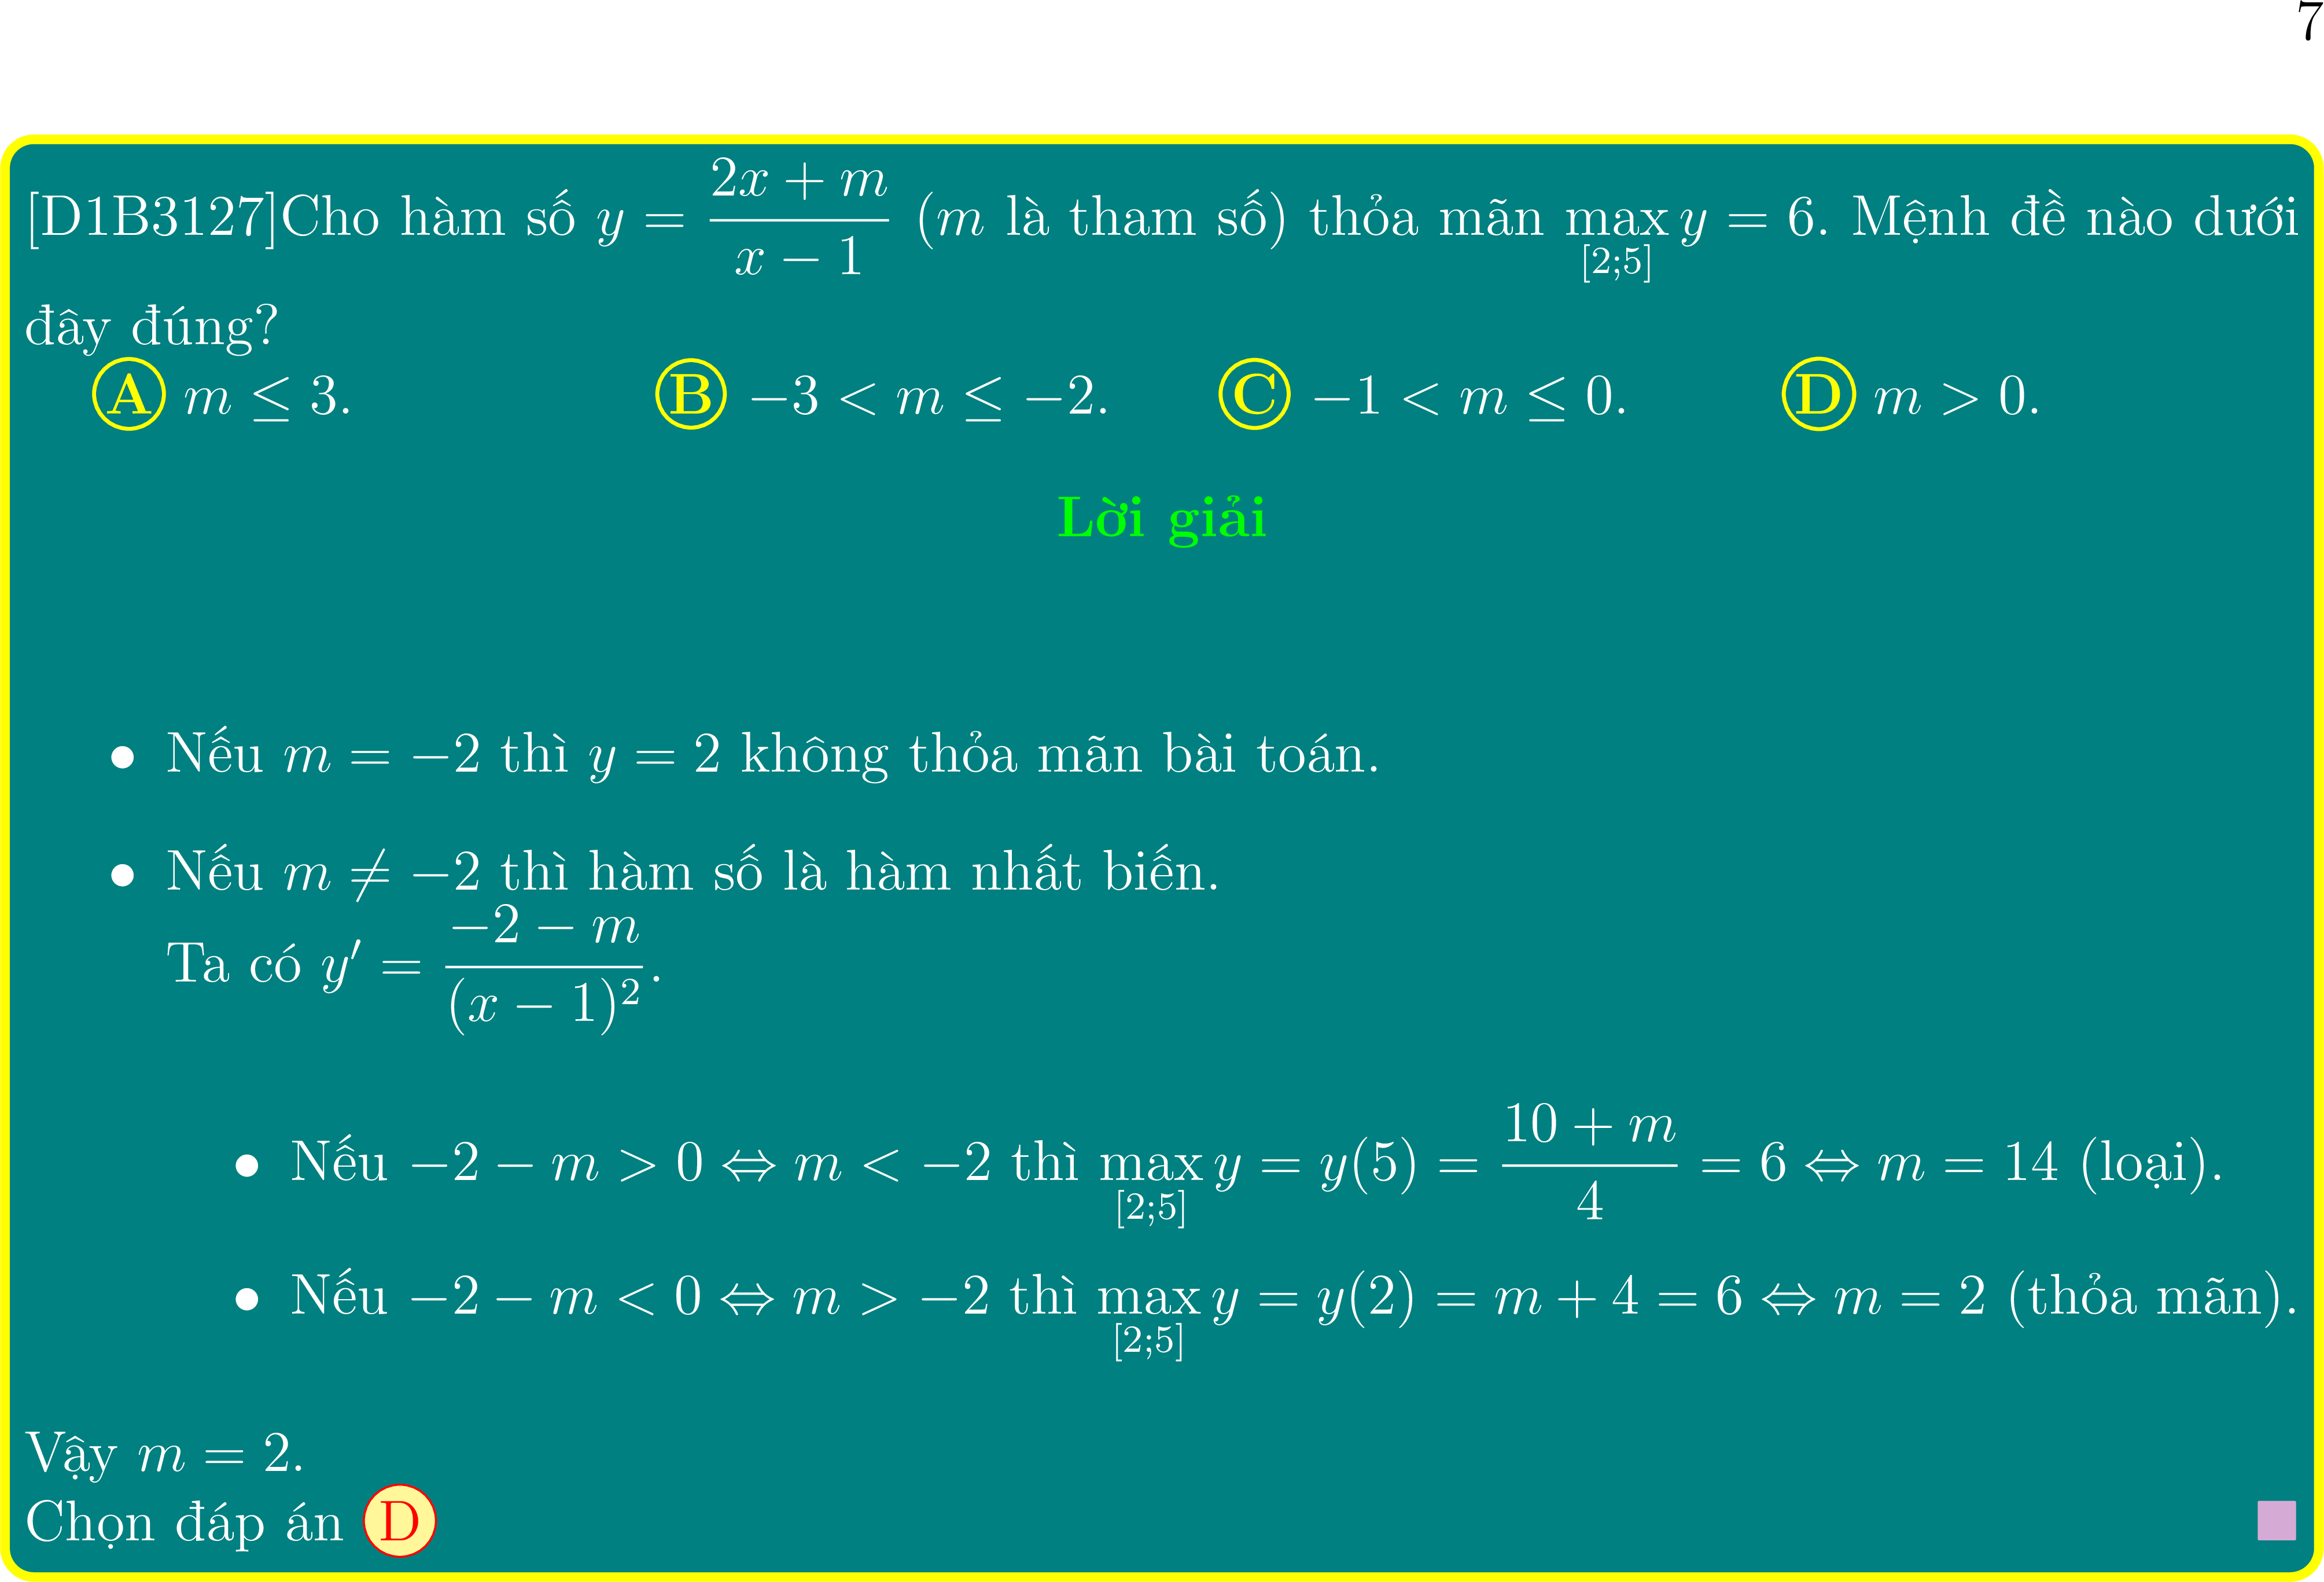 7
[D1B3127]Cho hàm số $y = \dfrac{2x+m}{x-1}$ ($m$ là tham số) thỏa mãn $\max\limits_{[2;5]} y = 6$. Mệnh đề nào dưới
đây đúng?
Ⓐ $m \leq 3$. Ⓑ $-3 < m \leq -2$. Ⓒ $-1 < m \leq 0$. Ⓓ $m > 0$.
Lời giải
• Nếu $m = -2$ thì $y = 2$ không thỏa mãn bài toán.
• Nếu $m \neq -2$ thì hàm số là hàm nhất biến.
Ta có $y' = \dfrac{-2-m}{(x-1)^2}$.
• Nếu $-2 - m > 0 \Leftrightarrow m < -2$ thì $\max\limits_{[2;5]} y = y(5) = \dfrac{10+m}{4} = 6 \Leftrightarrow m = 14$ (loại).
• Nếu $-2 - m < 0 \Leftrightarrow m > -2$ thì $\max\limits_{[2;5]} y = y(2) = m + 4 = 6 \Leftrightarrow m = 2$ (thỏa mãn).
Vậy $m = 2$.
Chọn đáp án Ⓓ